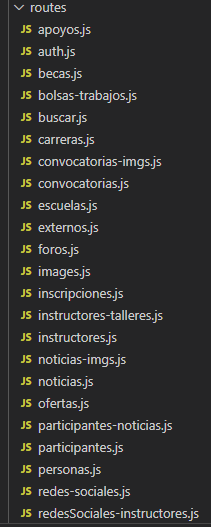 routes
JS apoyos.js
JS auth.js
JS becas.js
JS bolsas-trabajos.js
JS buscar.js
JS carreras.js
JS convocatorias-imgs.js
JS convocatorias.js
JS escuelas.js
JS externos.js
JS foros.js
JS images.js
JS inscripciones.js
JS instructores-talleres.js
JS instructores.js
JS noticias-imgs.js
JS noticias.js
JS ofertas.js
JS participantes-noticias.js
JS participantes.js
JS personas.js
JS redes-sociales.js
JS redesSociales-instructores.js